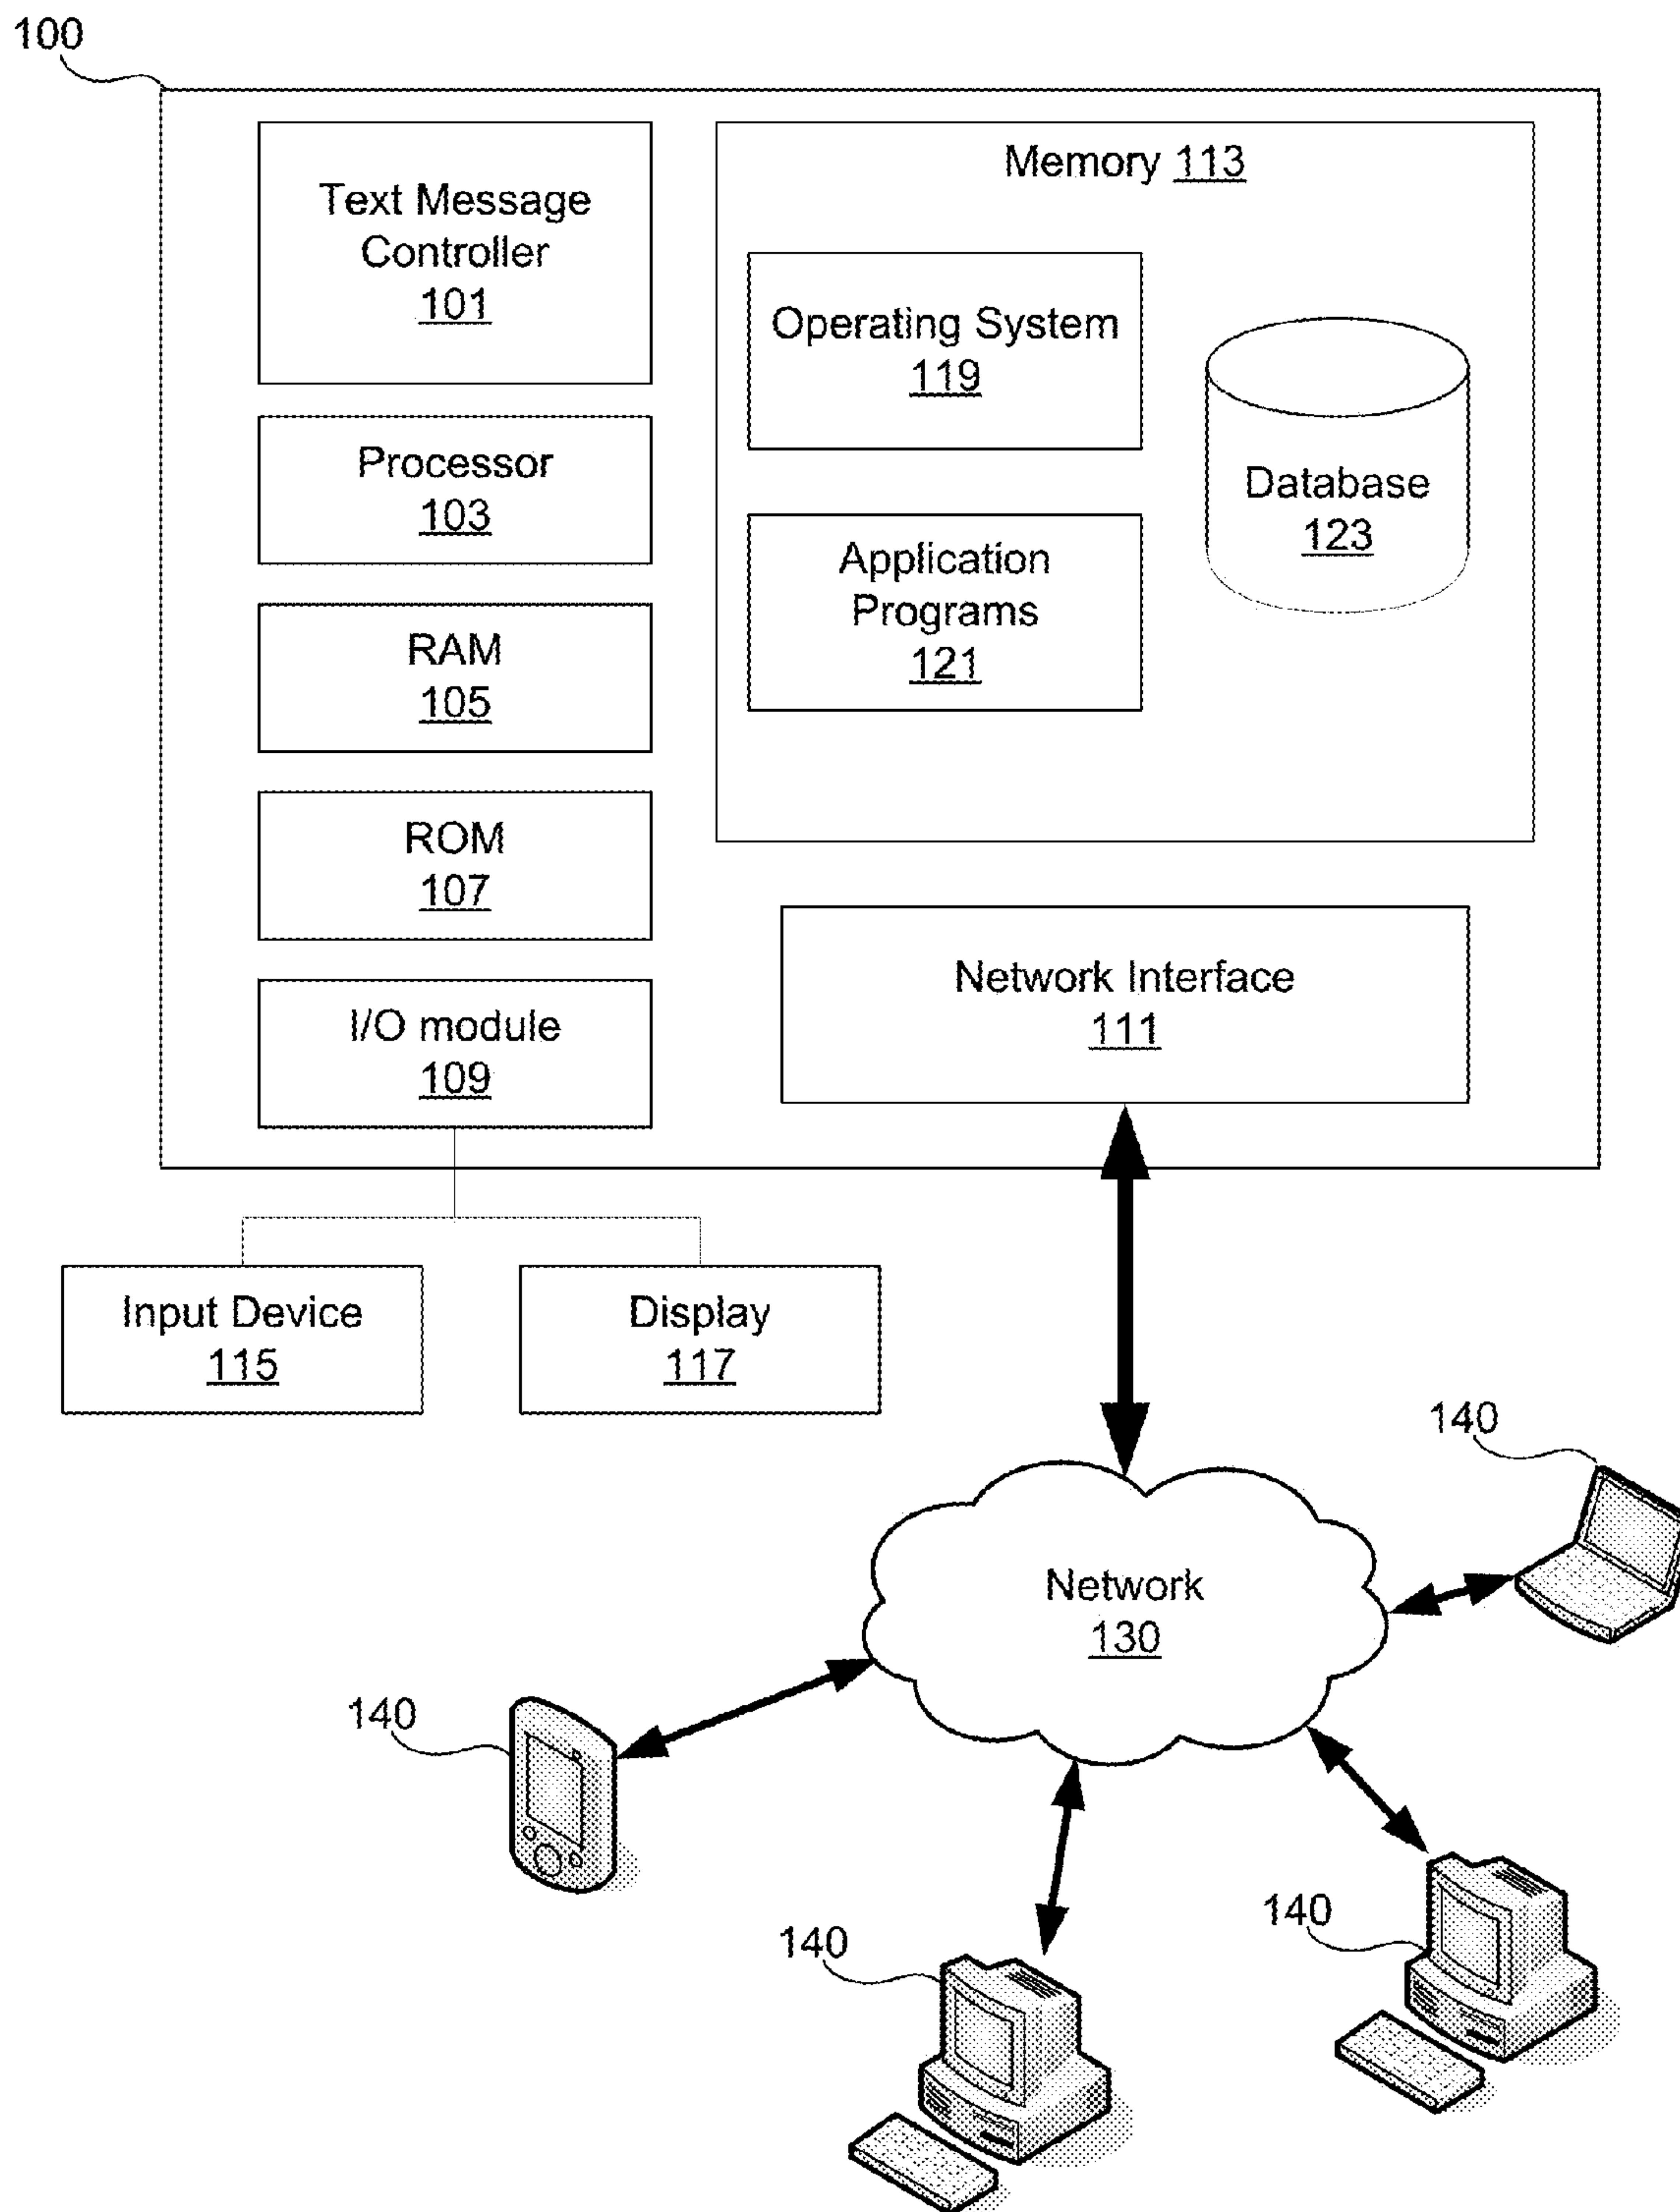 100
Text Message
Controller
101
Processor
103
RAM
105
ROM
107
I/O module
109
Memory 113
Operating System
119
Application
Programs
121
Database
123
Network Interface
111
Input Device
115
Display
117
Network
130
140
140
140
140